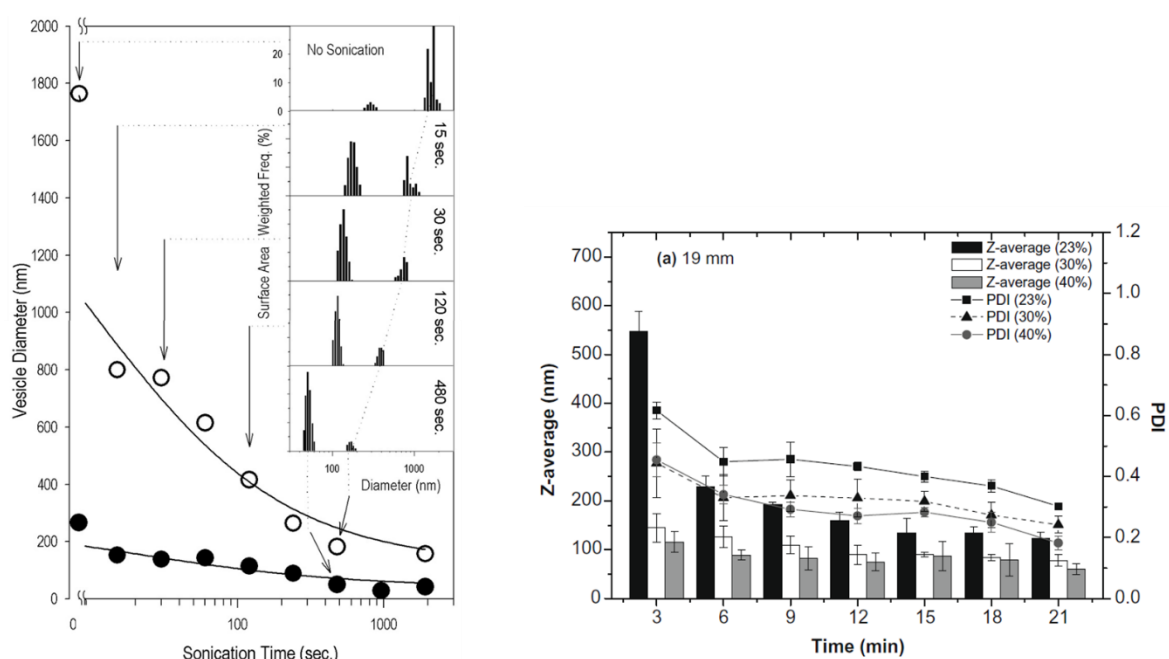 2000
1800
1600
1400
1200
1000
800
600
400
200
0
Vesicle Diameter (nm)
0
100
1000
Sonication Time (sec.)
No Sonication
20
10
0
15 sec.
30 sec.
120 sec.
480 sec.
Surface Area Weighted Freq. (%)
100
1000
Diameter (nm)
(a) 19 mm
Z-average (23%)
Z-average (30%)
Z-average (40%)
PDI (23%)
PDI (30%)
PDI (40%)
700
600
500
400
300
200
100
0
Z-average (nm)
1.2
1.0
0.8
0.6
0.4
0.2
0.0
PDI
3 6 9 12 15 18 21
Time (min)